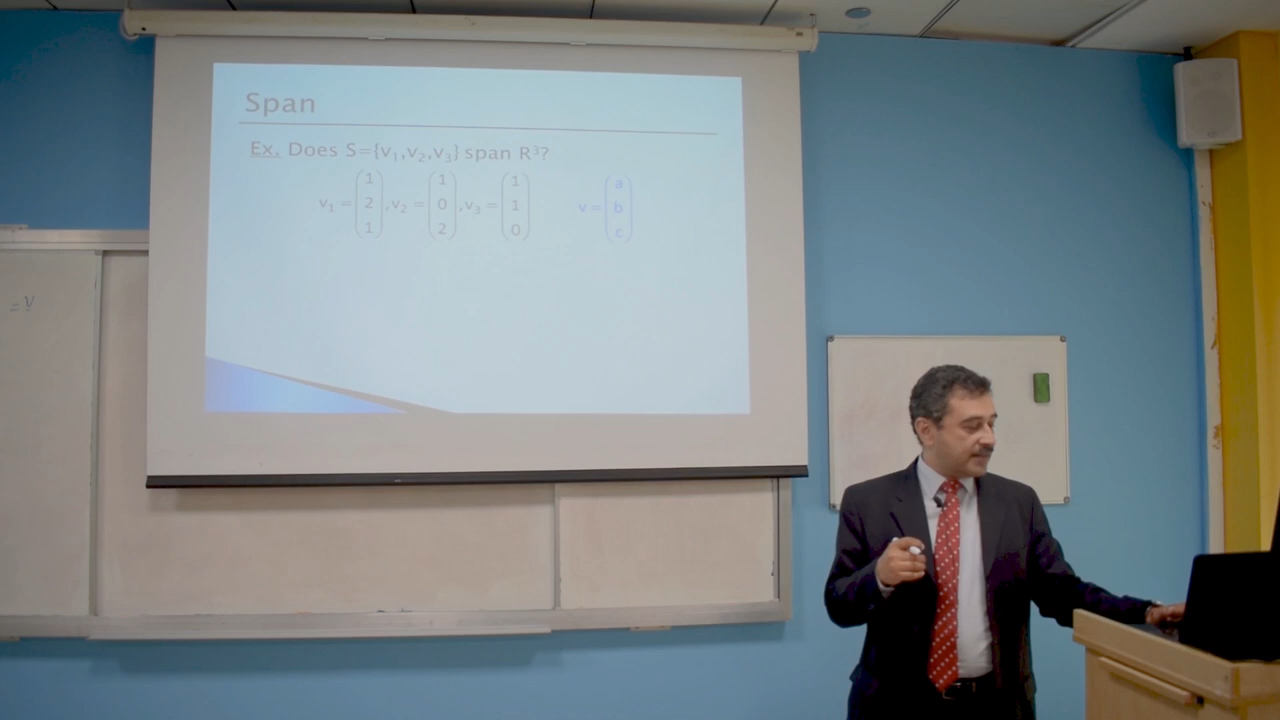 Span
Ex. Does S={v₁,v₂,v₃} span R³?
v₁ = (1 2 1), v₂ = (1 0 2), v₃ = (1 1 0) v = (a b c)
=V